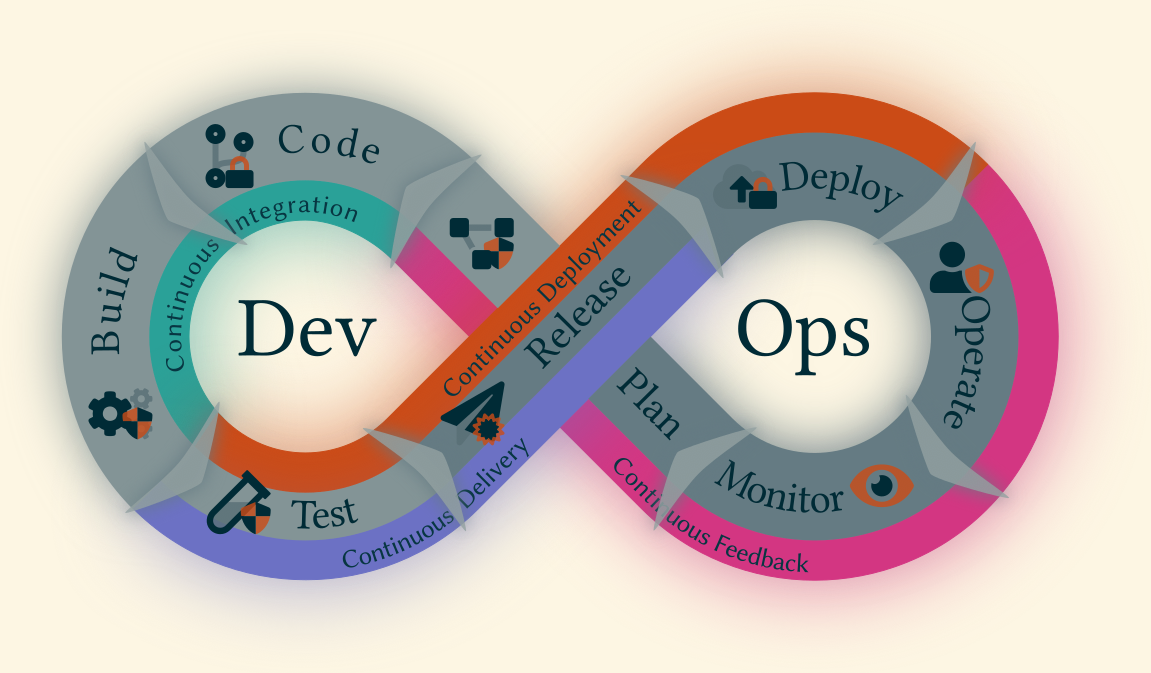 Code
Continuous Integration
Build
Dev
Test
Continuous Delivery
Continuous Deployment
Release
Deploy
Ops
Operate
Plan
Monitor
Continuous Feedback